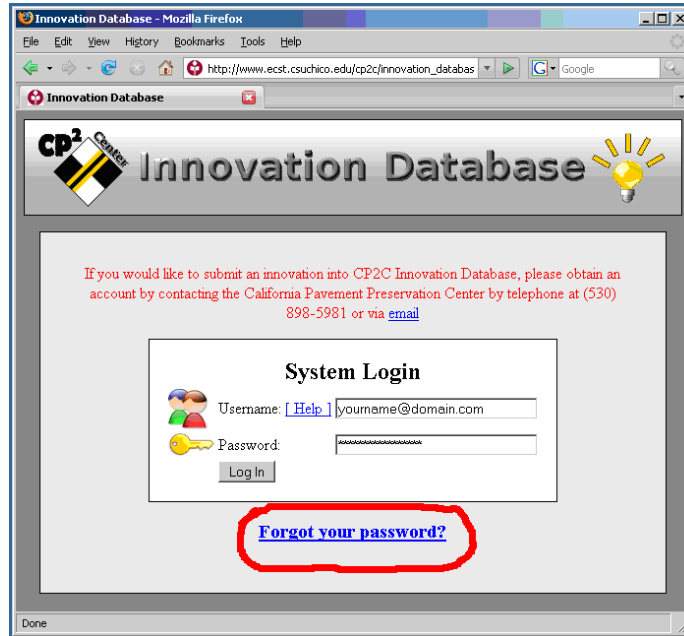 Innovation Database - Mozilla Firefox
File Edit View History Bookmarks Tools Help
http://www.ecst.csuchico.edu/cp2c/innovation_databas
G Google
Innovation Database
CP2 Center
Innovation Database
If you would like to submit an innovation into CP2C Innovation Database, please obtain an
account by contacting the California Pavement Preservation Center by telephone at (530)
898-5981 or via email
System Login
Username: [ Help ] yourname@domain.com
Password: ******************
Log In
Forgot your password?
Done